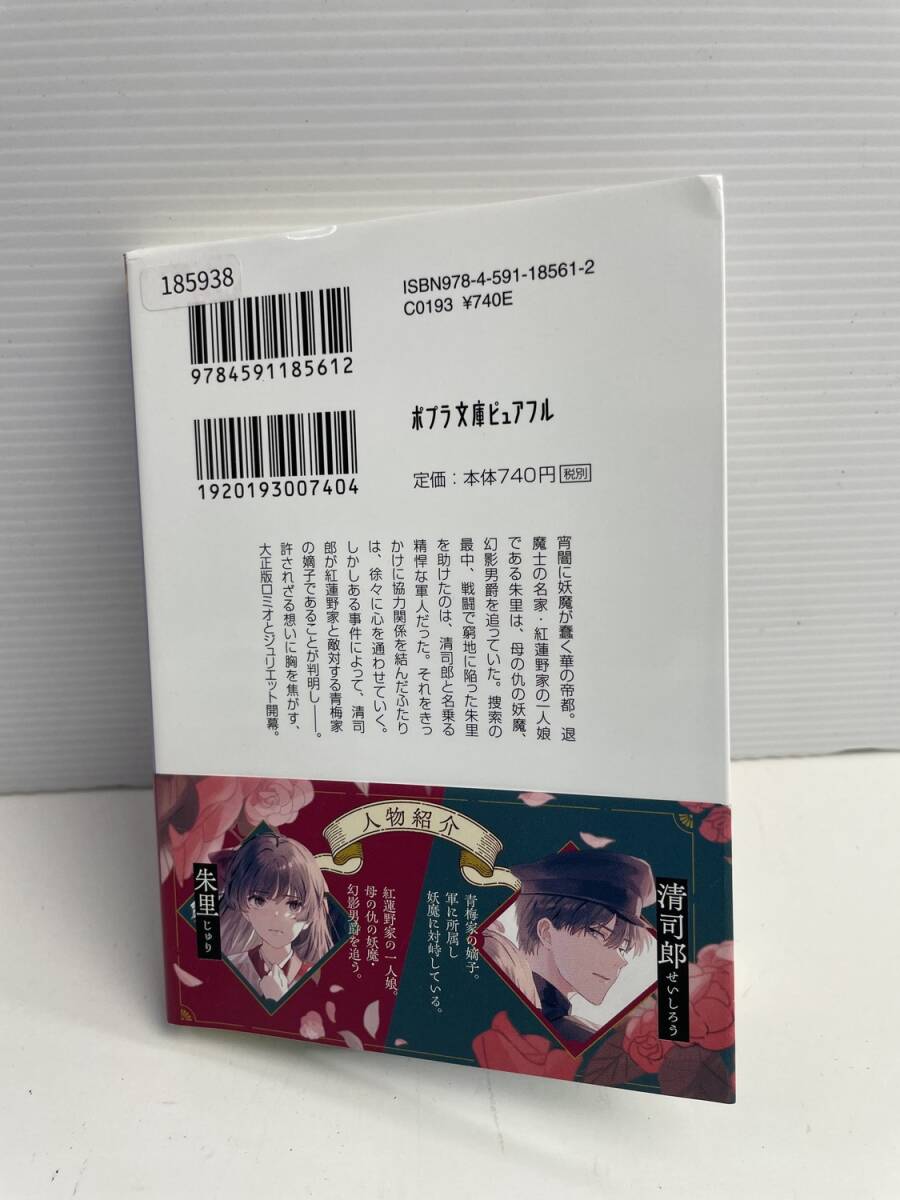 185938
9784591185612
1920193007404
ISBN978-4-591-18561-2
C0193 ¥740E
ポプラ文庫ピュアフル
定価：本体740円 税別
宵闇に妖魔が蠢く華の帝都。退
魔士の名家・紅蓮野家の一人娘
である朱里は、母の仇の妖魔、
幻影男爵を追っていた。捜索の
最中、戦闘で窮地に陥った朱里
を助けたのは、清司郎と名乗る
精悍な軍人だった。それをきっ
かけに協力関係を結んだふたり
は、徐々に心を通わせていく。
しかしある事件によって、清司
郎が紅蓮野家と敵対する青梅家
の嫡子であることが判明し――。
許されざる想いに胸を焦がす、
大正版ロミオとジュリエット開幕。
人物紹介
清司郎
せいしろう
青梅家の嫡子。
軍に所属し
妖魔に対峙している。
紅蓮野家の一人娘。
母の仇の妖魔・
幻影男爵を追う。
朱里
じゅり